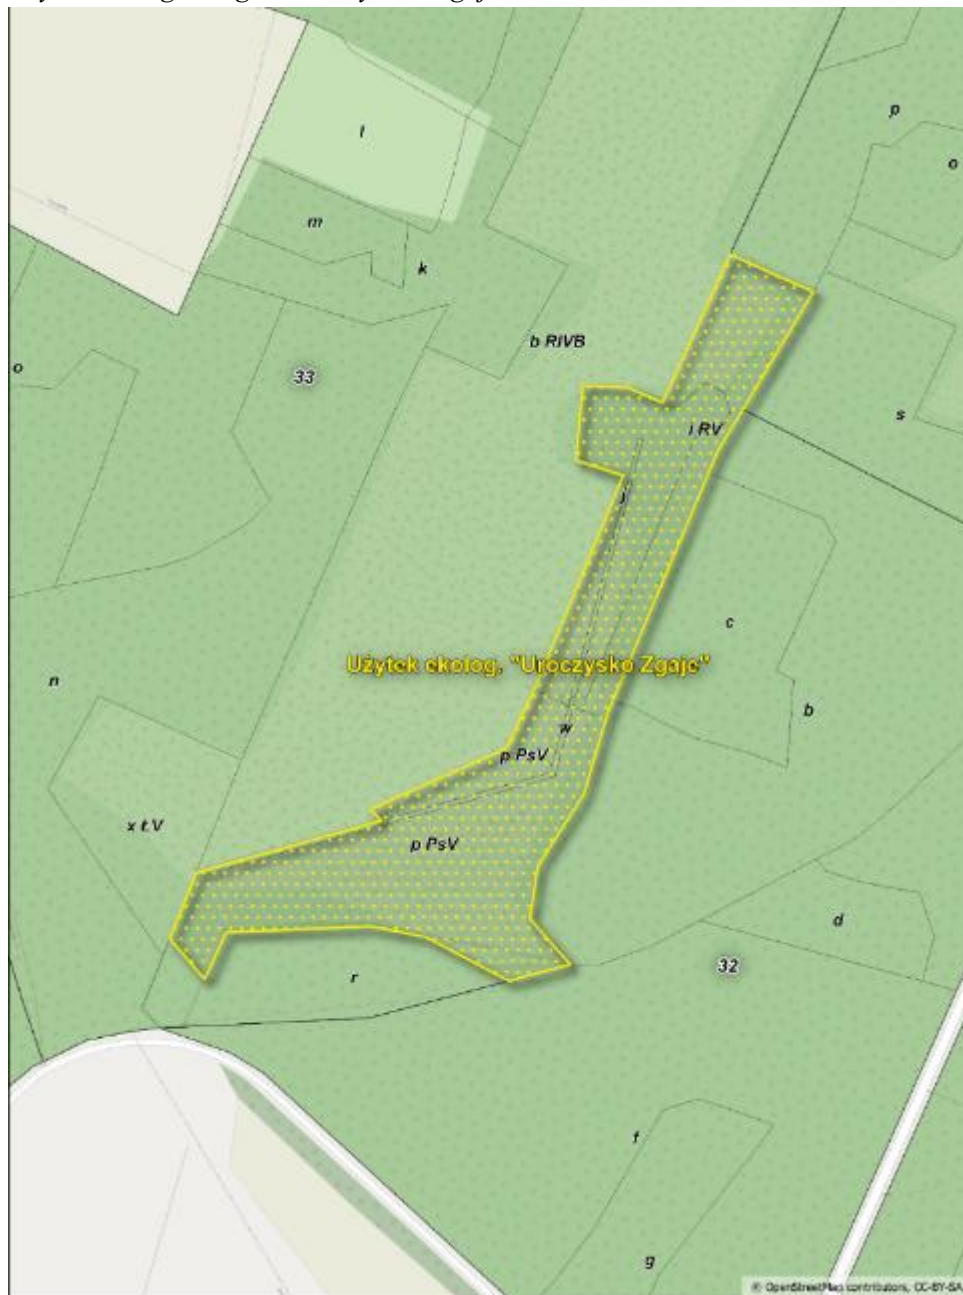 p
o
l
m
k
b RIVB
33
o
s
i RV
j
c
Użytek ekolog. "Uroczysko Zgaje"
n
b
w
p PsV
x Ł.V
p PsV
d
32
r
f
g
© OpenStreetMap contributors, CC-BY-SA